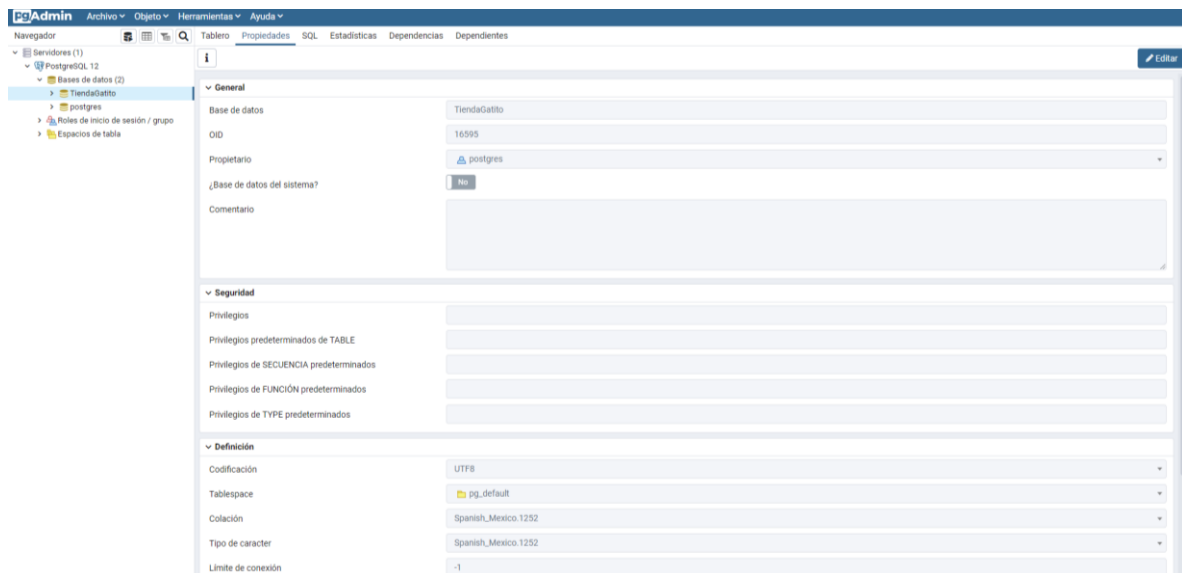 pgAdmin Archivo Objeto Herramientas Ayuda
Navegador
Tablero Propiedades SQL Estadísticas Dependencias Dependientes
Servidores (1)
PostgreSQL 12
Bases de datos (2)
TiendaGatito
postgres
Roles de inicio de sesión / grupo
Espacios de tabla
i
Editar
General
Base de datos TiendaGatito
OID 16595
Propietario postgres
¿Base de datos del sistema? No
Comentario
Seguridad
Privilegios
Privilegios predeterminados de TABLE
Privilegios de SECUENCIA predeterminados
Privilegios de FUNCIÓN predeterminados
Privilegios de TYPE predeterminados
Definición
Codificación UTF8
Tablespace pg_default
Colación Spanish_Mexico.1252
Tipo de caracter Spanish_Mexico.1252
Límite de conexión -1